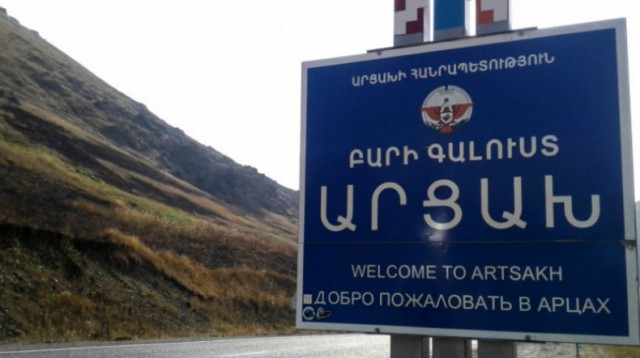 ԱՐՑԱԽԻ ՀԱՆՐԱՊԵՏՈՒԹՅՈՒՆ
ԲԱՐԻ ԳԱԼՈՒՍՏ
ԱՐՑԱԽ
WELCOME TO ARTSAKH
ДОБРО ПОЖАЛОВАТЬ В АРЦАХ